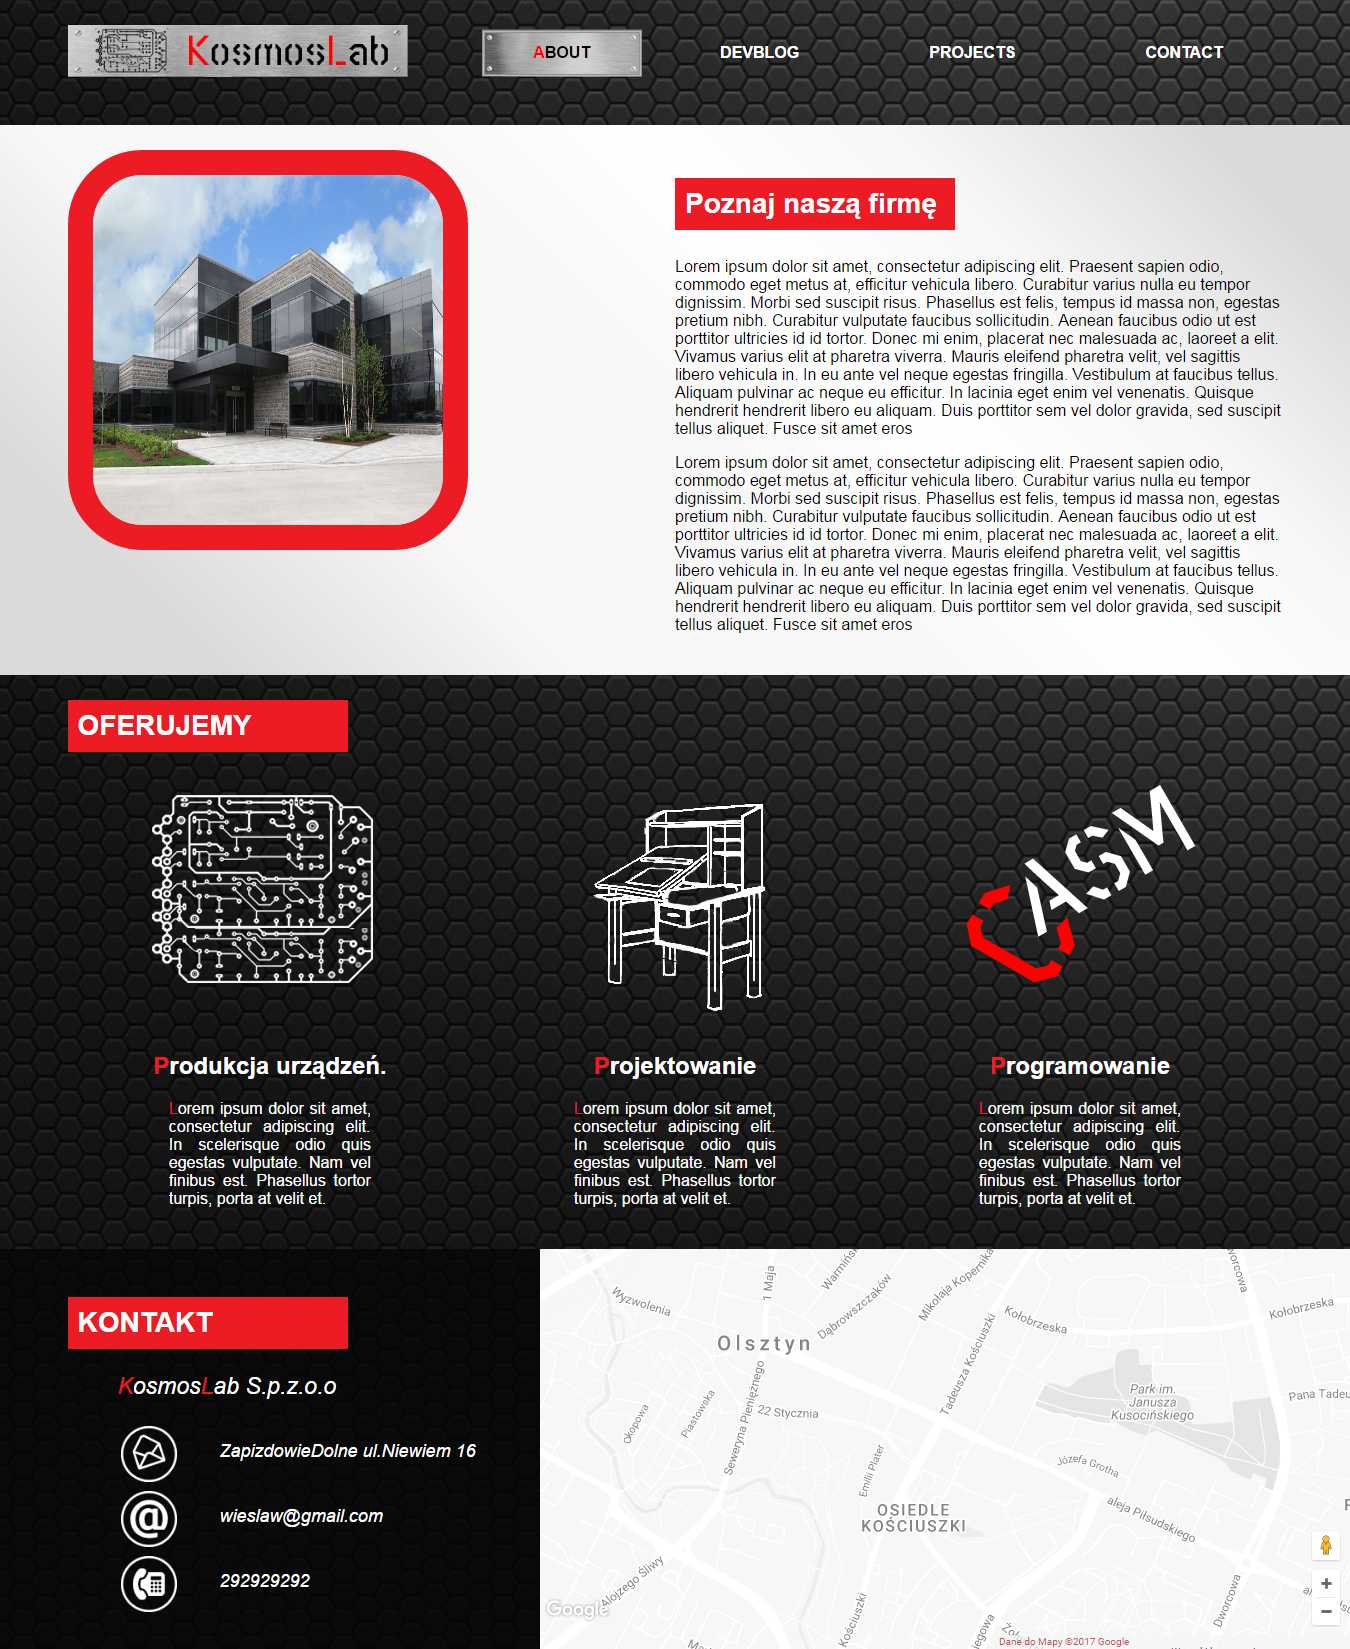 KosmosLab
ABOUT
DEVBLOG
PROJECTS
CONTACT
Poznaj naszą firmę
Lorem ipsum dolor sit amet, consectetur adipiscing elit. Praesent sapien odio,
commodo eget metus at, efficitur vehicula libero. Curabitur varius nulla eu tempor
dignissim. Morbi sed suscipit risus. Phasellus est felis, tempus id massa non, egestas
pretium nibh. Curabitur vulputate faucibus sollicitudin. Aenean faucibus odio ut est
porttitor ultricies id id tortor. Donec mi enim, placerat nec malesuada ac, laoreet a elit.
Vivamus varius elit at pharetra viverra. Mauris eleifend pharetra velit, vel sagittis
libero vehicula in. In eu ante vel neque egestas fringilla. Vestibulum at faucibus tellus.
Aliquam pulvinar ac neque eu efficitur. In lacinia eget enim vel venenatis. Quisque
hendrerit hendrerit libero eu aliquam. Duis porttitor sem vel dolor gravida, sed suscipit
tellus aliquet. Fusce sit amet eros
Lorem ipsum dolor sit amet, consectetur adipiscing elit. Praesent sapien odio,
commodo eget metus at, efficitur vehicula libero. Curabitur varius nulla eu tempor
dignissim. Morbi sed suscipit risus. Phasellus est felis, tempus id massa non, egestas
pretium nibh. Curabitur vulputate faucibus sollicitudin. Aenean faucibus odio ut est
porttitor ultricies id id tortor. Donec mi enim, placerat nec malesuada ac, laoreet a elit.
Vivamus varius elit at pharetra viverra. Mauris eleifend pharetra velit, vel sagittis
libero vehicula in. In eu ante vel neque egestas fringilla. Vestibulum at faucibus tellus.
Aliquam pulvinar ac neque eu efficitur. In lacinia eget enim vel venenatis. Quisque
hendrerit hendrerit libero eu aliquam. Duis porttitor sem vel dolor gravida, sed suscipit
tellus aliquet. Fusce sit amet eros
OFERUJEMY
CASM
Produkcja urządzeń.
Lorem ipsum dolor sit amet,
consectetur adipiscing elit.
In scelerisque odio quis
egestas vulputate. Nam vel
finibus est. Phasellus tortor
turpis, porta at velit et.
Projektowanie
Lorem ipsum dolor sit amet,
consectetur adipiscing elit.
In scelerisque odio quis
egestas vulputate. Nam vel
finibus est. Phasellus tortor
turpis, porta at velit et.
Programowanie
Lorem ipsum dolor sit amet,
consectetur adipiscing elit.
In scelerisque odio quis
egestas vulputate. Nam vel
finibus est. Phasellus tortor
turpis, porta at velit et.
KONTAKT
KosmosLab S.p.z.o.o
ZapizdowieDolne ul.Niewiem 16
@
wieslaw@gmail.com
292929292
Wyzwolenia
1 Maja
Dąbrowszczaków
Mikołaja Kopernika
Kołobrzeska
Kołobrzeska
Olsztyn
Tadeusza Kościuszki
Park im.
Janusza
Kusocińskiego
Pana
22 Stycznia
Okopowa
Piastowska
Seweryna Pieniężnego
Emilii Plater
Józefa Grotha
aleja Piłsudskiego
OSIEDLE
KOŚCIUSZKI
Alojzego Śliwy
Kościuszki
Dworcowa
Google
+
−
Dane do Mapy ©2017 Google